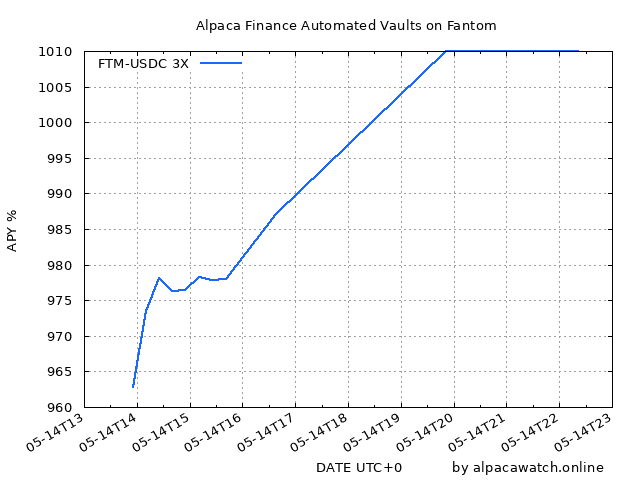 Alpaca Finance Automated Vaults on Fantom
FTM-USDC 3X
APY %
1010
1005
1000
995
990
985
980
975
970
965
960
05-14T13
05-14T14
05-14T15
05-14T16
05-14T17
05-14T18
05-14T19
05-14T20
05-14T21
05-14T22
05-14T23
DATE UTC+0
by alpacawatch.online